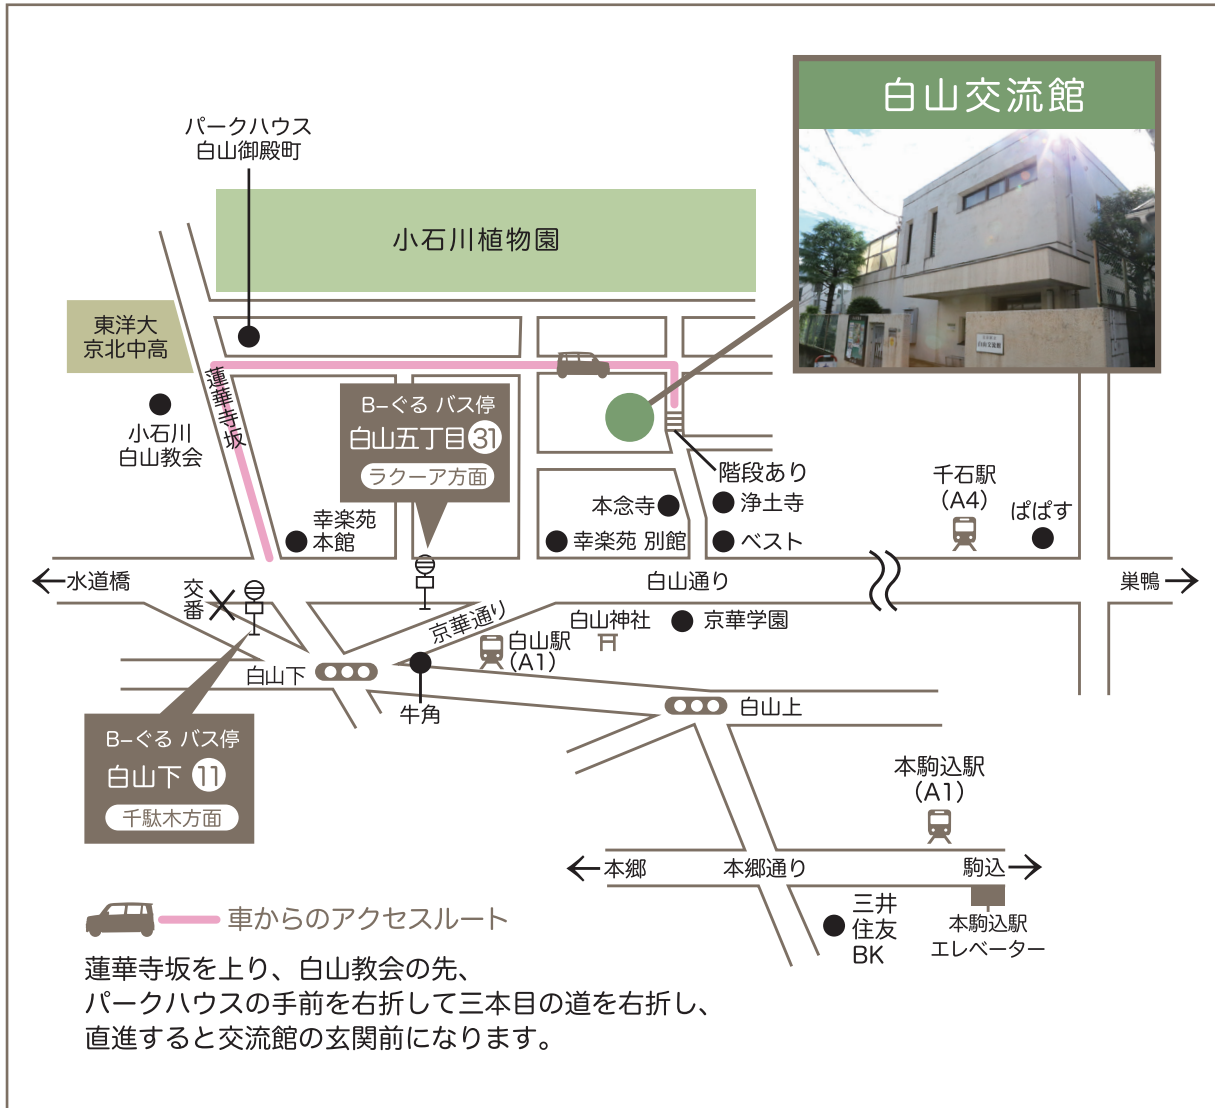 白山交流館
白山交流館
パークハウス
白山御殿町
小石川植物園
東洋大
京北中高
蓮華寺坂
小石川
白山教会
B-ぐる バス停
白山五丁目 31
ラクーア方面
階段あり
千石駅
(A4)
ぱぱす
本念寺
浄土寺
幸楽苑
本館
幸楽苑 別館
ベスト
水道橋
交番
白山通り
巣鴨
京華通り
白山駅
(A1)
白山神社
京華学園
白山下
牛角
白山上
B-ぐる バス停
白山下 11
千駄木方面
本駒込駅
(A1)
本郷
本郷通り
駒込
三井
住友
BK
本駒込駅
エレベーター
車からのアクセスルート
蓮華寺坂を上り、白山教会の先、
パークハウスの手前を右折して三本目の道を右折し、
直進すると交流館の玄関前になります。